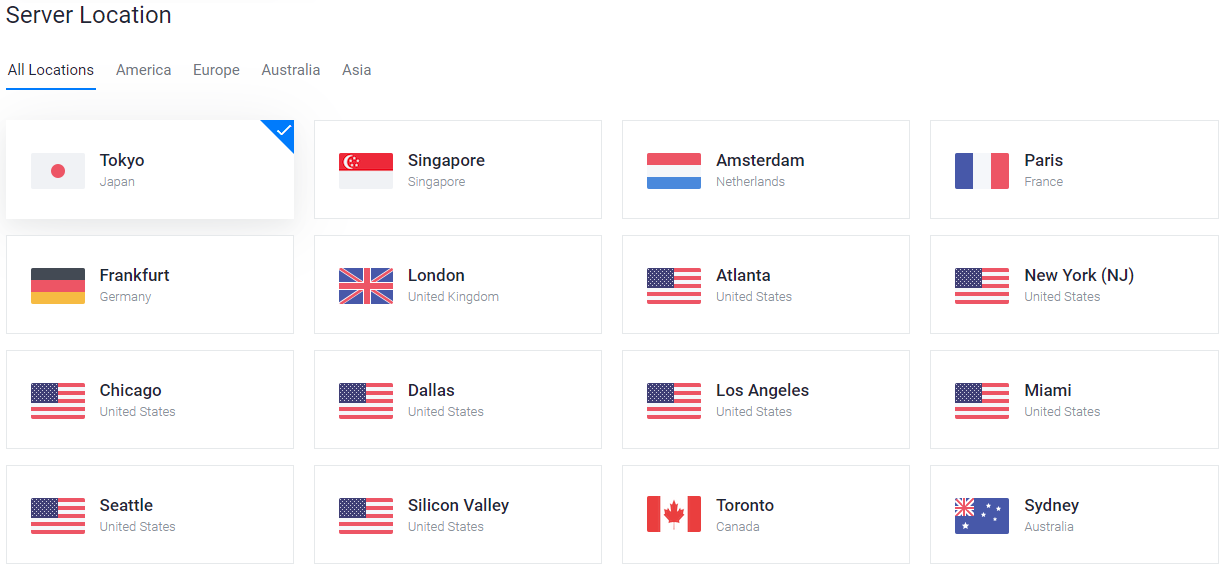 Server Location
All Locations America Europe Australia Asia
Tokyo
Japan
Singapore
Singapore
Amsterdam
Netherlands
Paris
France
Frankfurt
Germany
London
United Kingdom
Atlanta
United States
New York (NJ)
United States
Chicago
United States
Dallas
United States
Los Angeles
United States
Miami
United States
Seattle
United States
Silicon Valley
United States
Toronto
Canada
Sydney
Australia